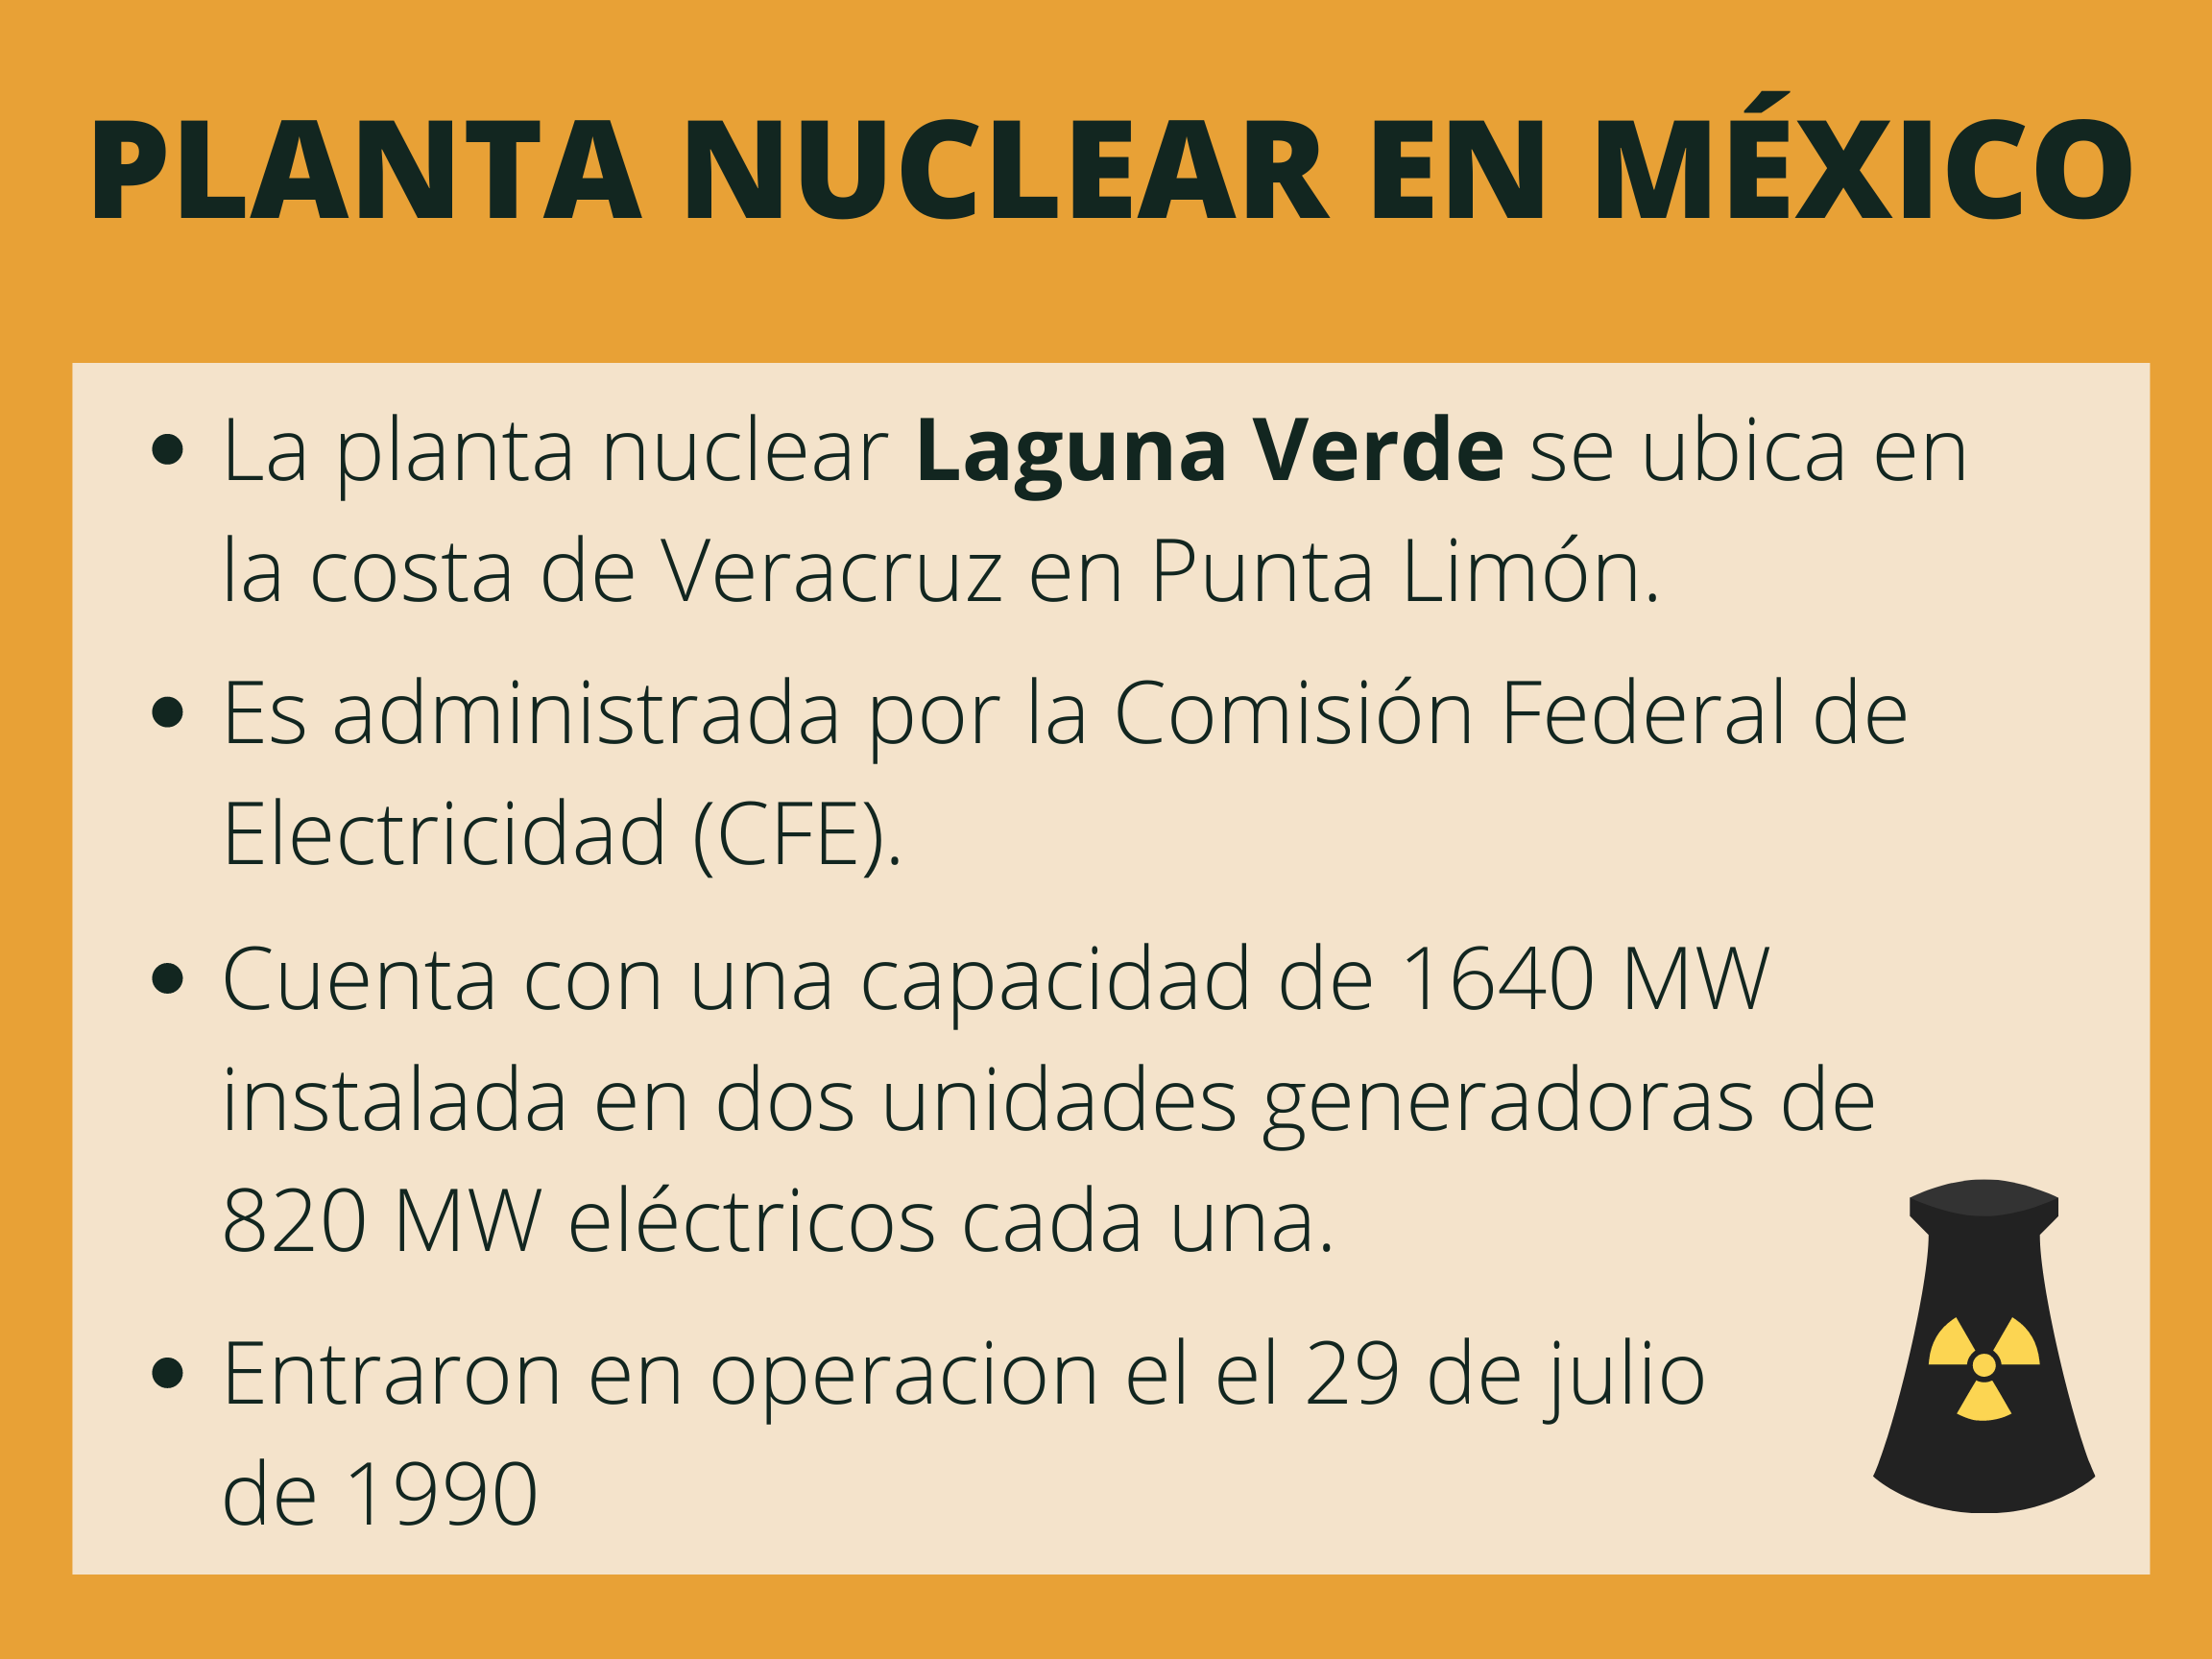 PLANTA NUCLEAR EN MÉXICO
• La planta nuclear Laguna Verde se ubica en
la costa de Veracruz en Punta Limón.
• Es administrada por la Comisión Federal de
Electricidad (CFE).
• Cuenta con una capacidad de 1640 MW
instalada en dos unidades generadoras de
820 MW eléctricos cada una.
• Entraron en operacion el el 29 de julio
de 1990